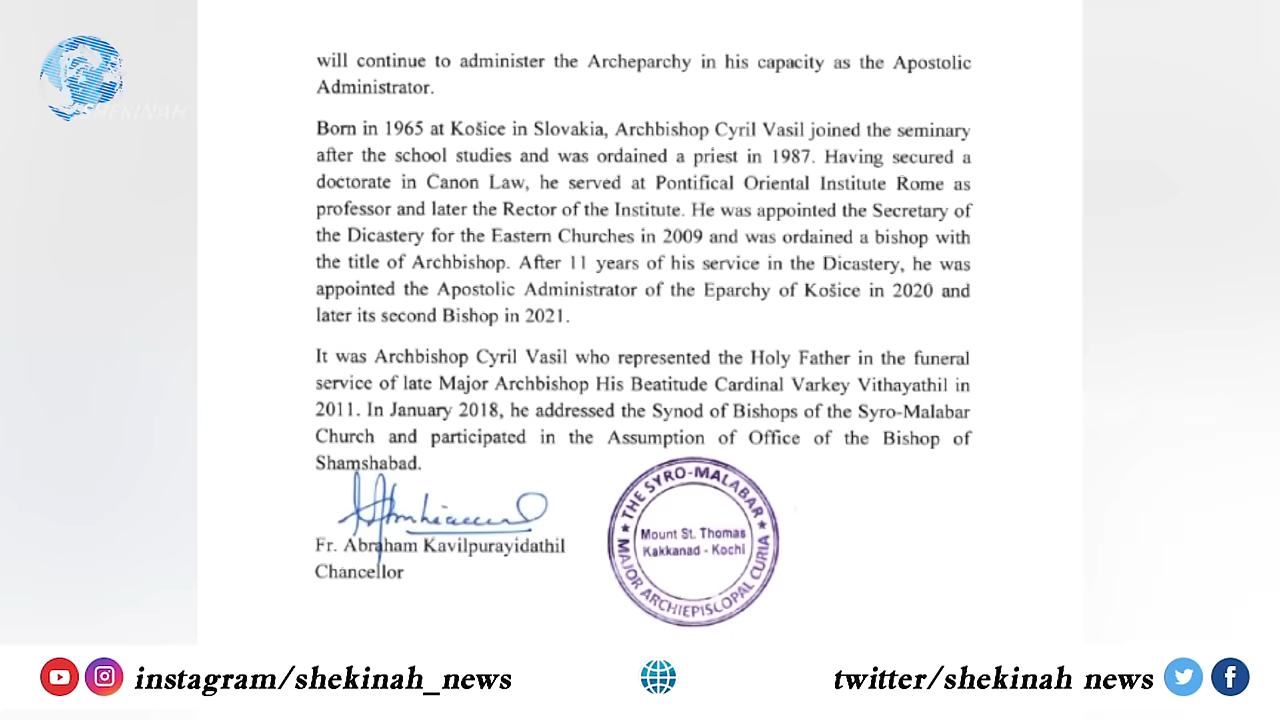 SHEKINAH
will continue to administer the Archeparchy in his capacity as the Apostolic
Administrator.
Born in 1965 at Košice in Slovakia, Archbishop Cyril Vasil joined the seminary
after the school studies and was ordained a priest in 1987. Having secured a
doctorate in Canon Law, he served at Pontifical Oriental Institute Rome as
professor and later the Rector of the Institute. He was appointed the Secretary of
the Dicastery for the Eastern Churches in 2009 and was ordained a bishop with
the title of Archbishop. After 11 years of his service in the Dicastery, he was
appointed the Apostolic Administrator of the Eparchy of Košice in 2020 and
later its second Bishop in 2021.
It was Archbishop Cyril Vasil who represented the Holy Father in the funeral
service of late Major Archbishop His Beatitude Cardinal Varkey Vithayathil in
2011. In January 2018, he addressed the Synod of Bishops of the Syro-Malabar
Church and participated in the Assumption of Office of the Bishop of
Shamshabad.
Fr. Abraham Kavilpurayidathil
Chancellor
THE SYRO-MALABAR
MAJOR ARCHIEPISCOPAL CURIA
Mount St. Thomas
Kakkanad - Kochi
instagram/shekinah_news
twitter/shekinah news